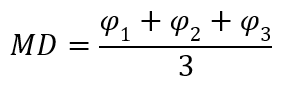 MD = (φ₁ + φ₂ + φ₃) / 3